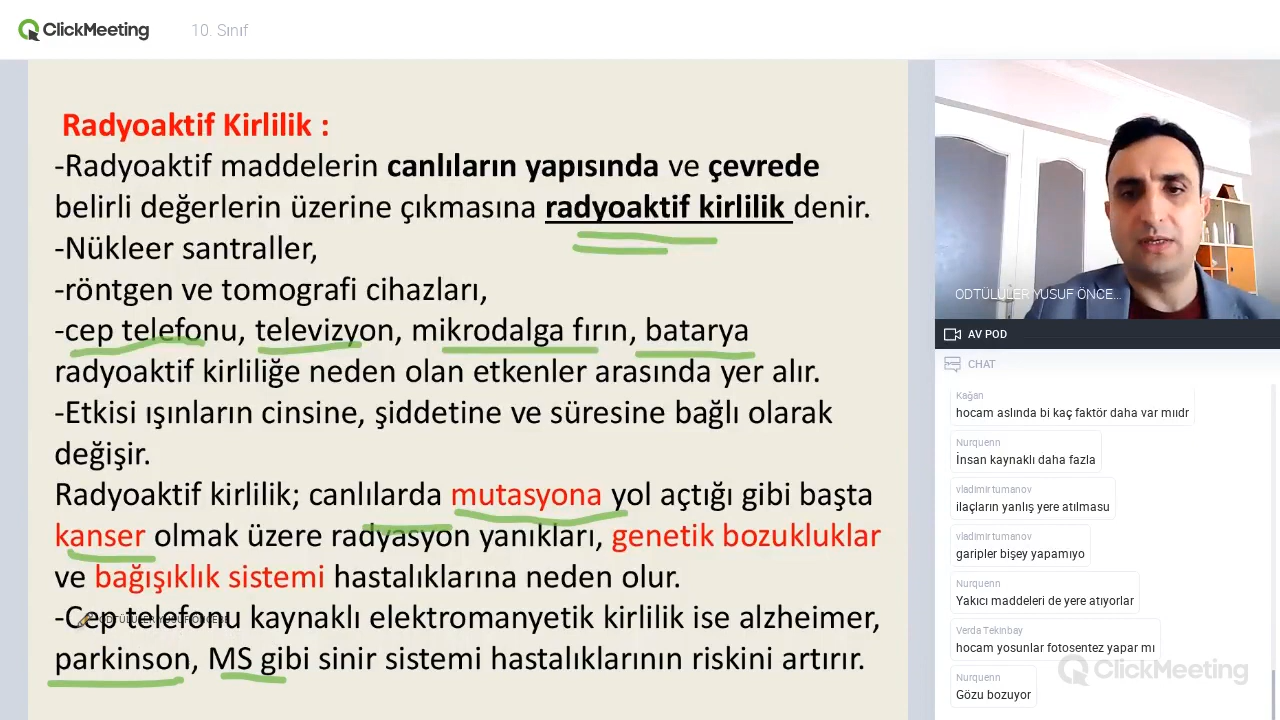 ClickMeeting
10. Sınıf
Radyoaktif Kirlilik :
-Radyoaktif maddelerin canlıların yapısında ve çevrede
belirli değerlerin üzerine çıkmasına radyoaktif kirlilik denir.
-Nükleer santraller,
-röntgen ve tomografi cihazları,
-cep telefonu, televizyon, mikrodalga fırın, batarya
radyoaktif kirliliğe neden olan etkenler arasında yer alır.
-Etkisi ışınların cinsine, şiddetine ve süresine bağlı olarak
değişir.
Radyoaktif kirlilik; canlılarda mutasyona yol açtığı gibi başta
kanser olmak üzere radyasyon yanıkları, genetik bozukluklar
ve bağışıklık sistemi hastalıklarına neden olur.
-Cep telefonu kaynaklı elektromanyetik kirlilik ise alzheimer,
parkinson, MS gibi sinir sistemi hastalıklarının riskini artırır.
ODTÜLÜLER YUSUF ÖNCEBE
ODTÜLÜLER YUSUF ÖNCE...
AV POD
CHAT
Kağan
hocam aslında bi kaç faktör daha var mııdr
Nurquenn
İnsan kaynaklı daha fazla
vladimir tumanov
ilaçların yanlış yere atılması
vladimir tumanov
garipler bişey yapamıyo
Nurquenn
Yakıcı maddeleri de yere atıyorlar
Verda Tekinbay
hocam yosunlar fotosentez yapar mı
Nurquenn
Gözu bozuyor
ClickMeeting